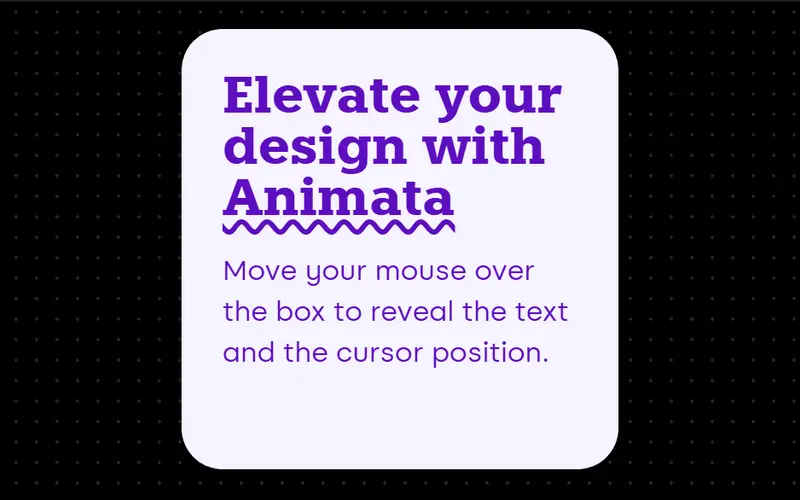 Elevate your
design with
Animata
Move your mouse over
the box to reveal the text
and the cursor position.